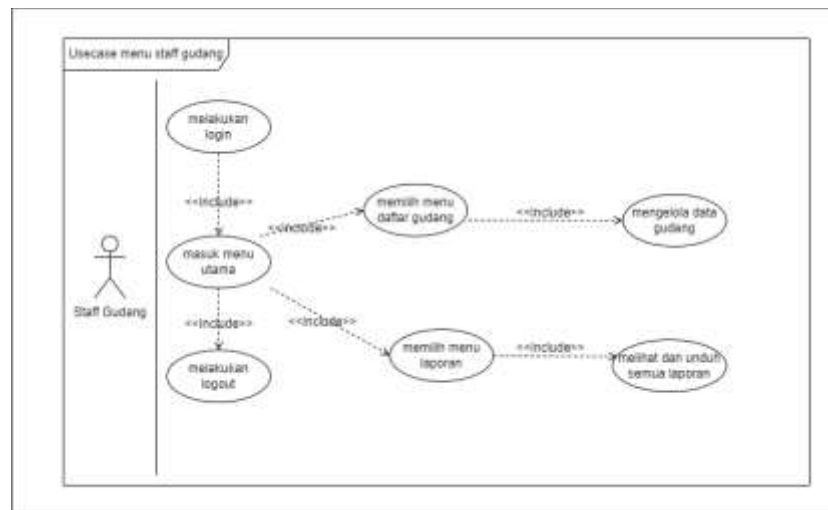 Usecase menu staff gudang
melakukan
login
<<include>>
memilih menu
daftar gudang
<<include>>
mengelola data
gudang
<<include>>
masuk menu
utama
Staff Gudang
<<include>>
<<include>>
memilih menu
laporan
<<include>>
melihat dan unduh
semua laporan
melakukan
logout